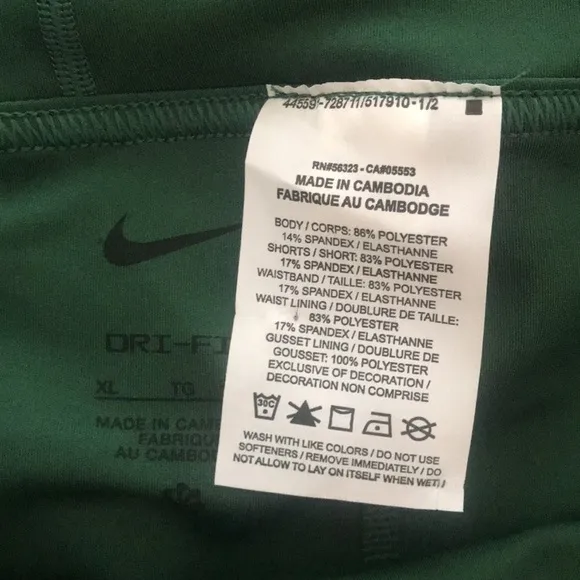 44559/-728711/517910-1/2
RN#56323 - CA#05553
MADE IN CAMBODIA
FABRIQUE AU CAMBODGE
BODY / CORPS: 86% POLYESTER
14% SPANDEX / ELASTHANNE
SHORTS / SHORT: 83% POLYESTER
17% SPANDEX / ELASTHANNE
WAISTBAND / TAILLE: 83% POLYESTER
17% SPANDEX / ELASTHANNE
WAIST LINING / DOUBLURE DE TAILLE:
83% POLYESTER
17% SPANDEX / ELASTHANNE
GUSSET LINING / DOUBLURE DE
GOUSSET: 100% POLYESTER
EXCLUSIVE OF DECORATION /
DECORATION NON COMPRISE
30C
WASH WITH LIKE COLORS / DO NOT USE
SOFTENERS / REMOVE IMMEDIATELY / DO
NOT ALLOW TO LAY ON ITSELF WHEN WET /
DRI-FI
XL TG
MADE IN CAM
FABRIQU
AU CAMBOD